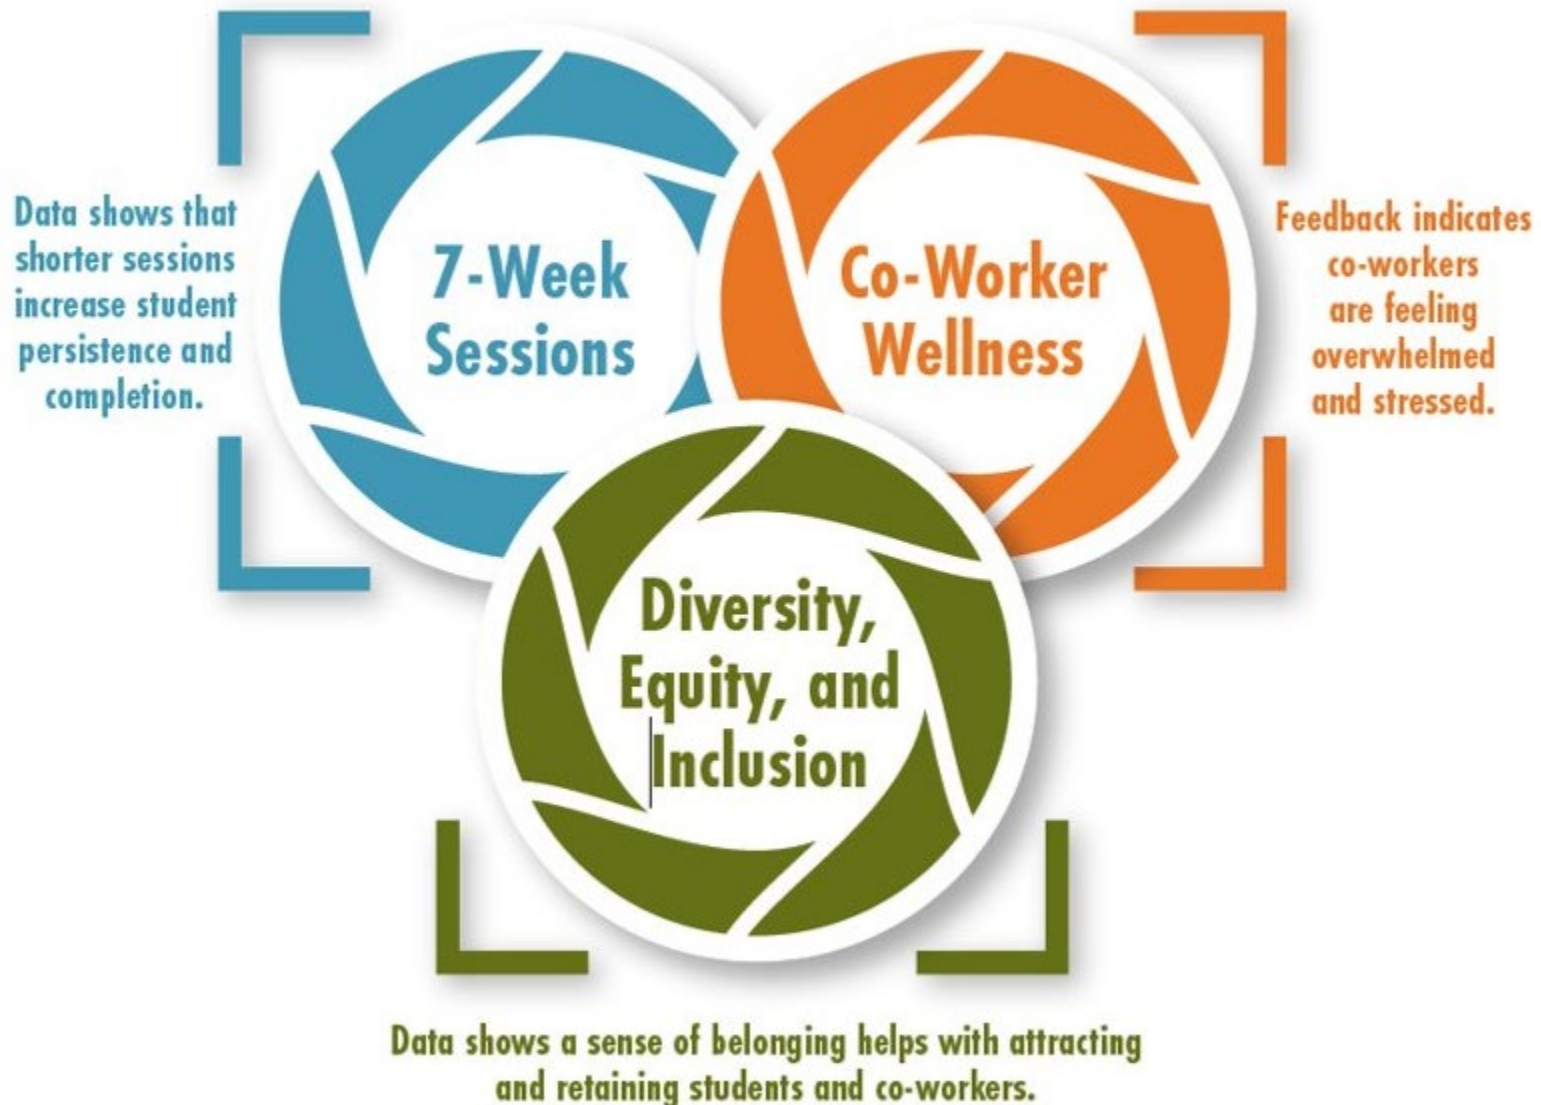 Data shows that
shorter sessions
increase student
persistence and
completion.
7-Week
Sessions
Co-Worker
Wellness
Feedback indicates
co-workers
are feeling
overwhelmed
and stressed.
Diversity,
Equity, and
Inclusion
Data shows a sense of belonging helps with attracting
and retaining students and co-workers.